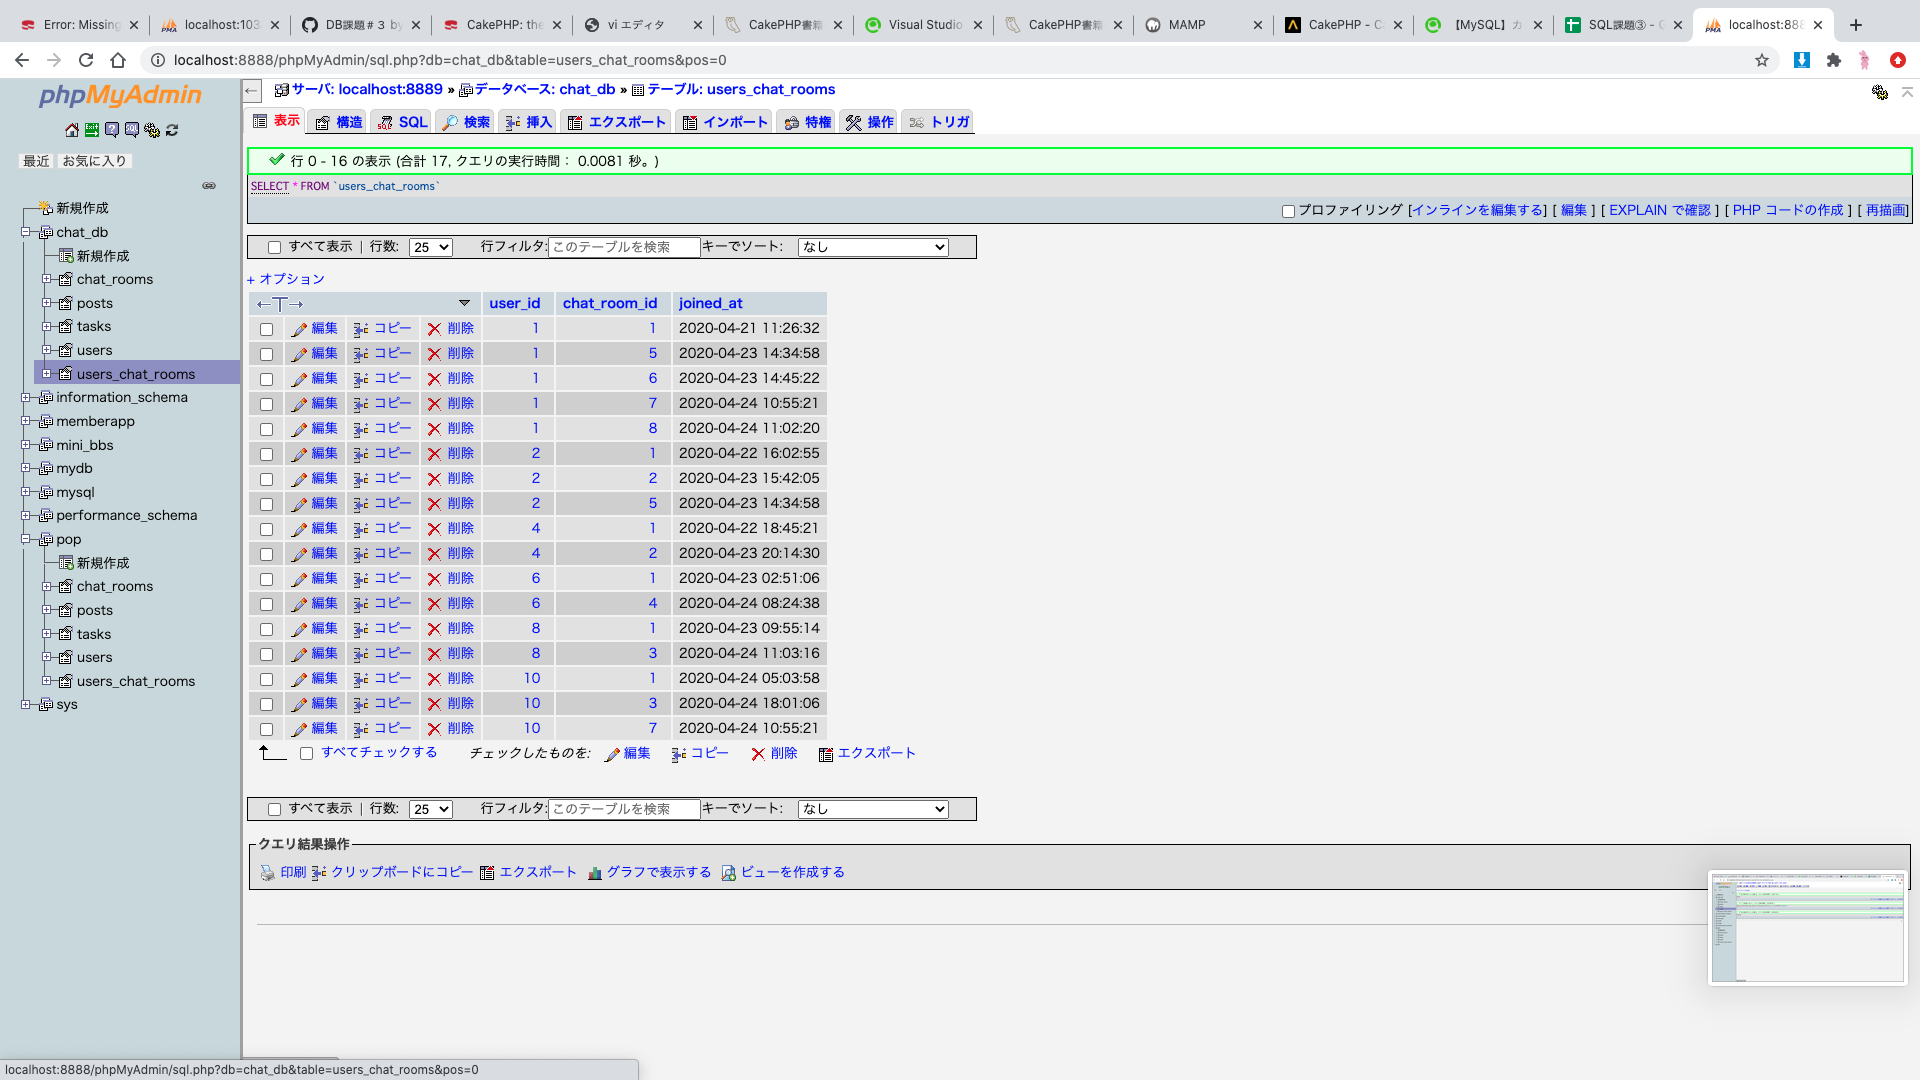 Error: Missing
localhost:103
DB課題＃３ by
CakePHP: the
vi エディタ
CakePHP書籍
Visual Studio
CakePHP書籍
MAMP
CakePHP - C
【MySQL】カ
SQL課題③ - G
localhost:888
localhost:8888/phpMyAdmin/sql.php?db=chat_db&table=users_chat_rooms&pos=0
phpMyAdmin
最近 お気に入り
新規作成
chat_db
新規作成
chat_rooms
posts
tasks
users
users_chat_rooms
information_schema
memberapp
mini_bbs
mydb
mysql
performance_schema
pop
新規作成
chat_rooms
posts
tasks
users
users_chat_rooms
sys
サーバ: localhost:8889 » データベース: chat_db » テーブル: users_chat_rooms
表示 構造 SQL 検索 挿入 エクスポート インポート 特権 操作 トリガ
行 0 - 16 の表示 (合計 17, クエリの実行時間： 0.0081 秒。)
SELECT * FROM `users_chat_rooms`
プロファイリング [インラインを編集する] [ 編集 ] [ EXPLAIN で確認 ] [ PHP コードの作成 ] [ 再描画]
すべて表示 | 行数: 25 行フィルタ: このテーブルを検索 キーでソート: なし
+ オプション
←T→ user_id chat_room_id joined_at
編集 コピー 削除 1 1 2020-04-21 11:26:32
編集 コピー 削除 1 5 2020-04-23 14:34:58
編集 コピー 削除 1 6 2020-04-23 14:45:22
編集 コピー 削除 1 7 2020-04-24 10:55:21
編集 コピー 削除 1 8 2020-04-24 11:02:20
編集 コピー 削除 2 1 2020-04-22 16:02:55
編集 コピー 削除 2 2 2020-04-23 15:42:05
編集 コピー 削除 2 5 2020-04-23 14:34:58
編集 コピー 削除 4 1 2020-04-22 18:45:21
編集 コピー 削除 4 2 2020-04-23 20:14:30
編集 コピー 削除 6 1 2020-04-23 02:51:06
編集 コピー 削除 6 4 2020-04-24 08:24:38
編集 コピー 削除 8 1 2020-04-23 09:55:14
編集 コピー 削除 8 3 2020-04-24 11:03:16
編集 コピー 削除 10 1 2020-04-24 05:03:58
編集 コピー 削除 10 3 2020-04-24 18:01:06
編集 コピー 削除 10 7 2020-04-24 10:55:21
すべてチェックする チェックしたものを: 編集 コピー 削除 エクスポート
すべて表示 | 行数: 25 行フィルタ: このテーブルを検索 キーでソート: なし
クエリ結果操作
印刷 クリップボードにコピー エクスポート グラフで表示する ビューを作成する
localhost:8888/phpMyAdmin/sql.php?db=chat_db&table=users_chat_rooms&pos=0